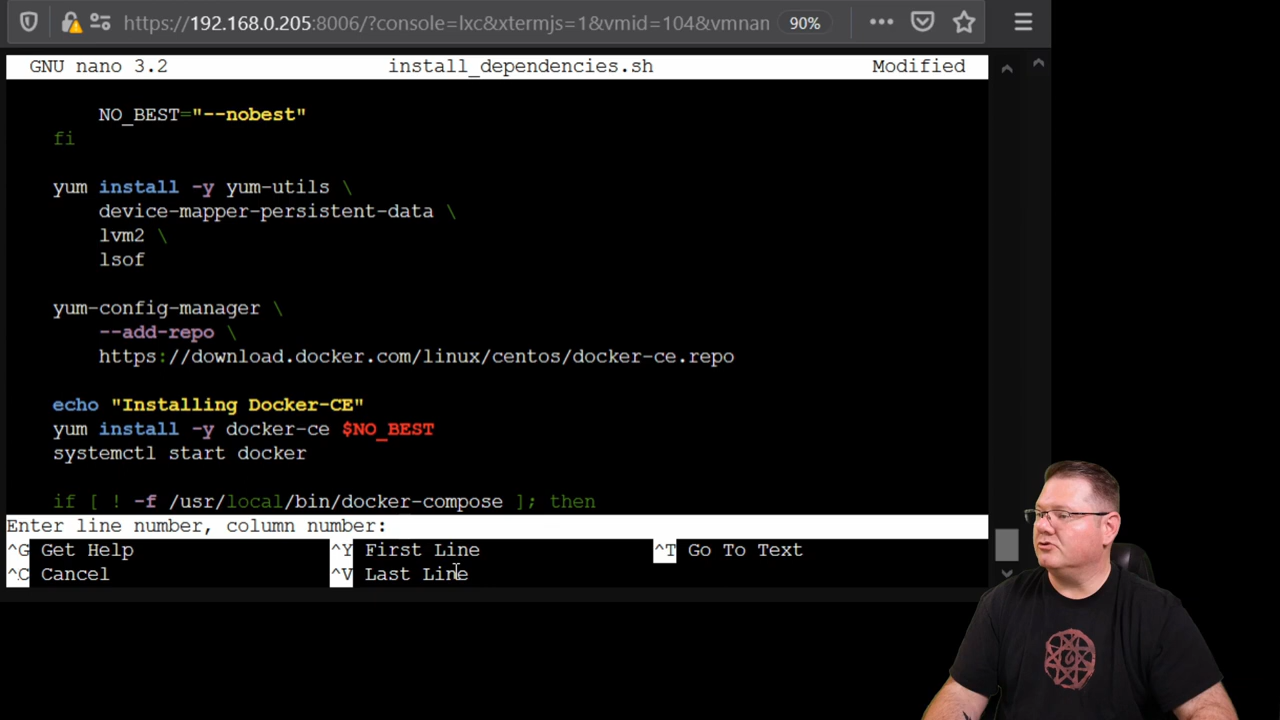 https://192.168.0.205:8006/?console=lxc&xtermjs=1&vmid=104&vmnan 90%
GNU nano 3.2 install_dependencies.sh Modified
NO_BEST="--nobest"
fi
yum install -y yum-utils \
device-mapper-persistent-data \
lvm2 \
lsof
yum-config-manager \
--add-repo \
https://download.docker.com/linux/centos/docker-ce.repo
echo "Installing Docker-CE"
yum install -y docker-ce $NO_BEST
systemctl start docker
if [ ! -f /usr/local/bin/docker-compose ]; then
Enter line number, column number:
^G Get Help ^Y First Line ^T Go To Text
^C Cancel ^V Last Line